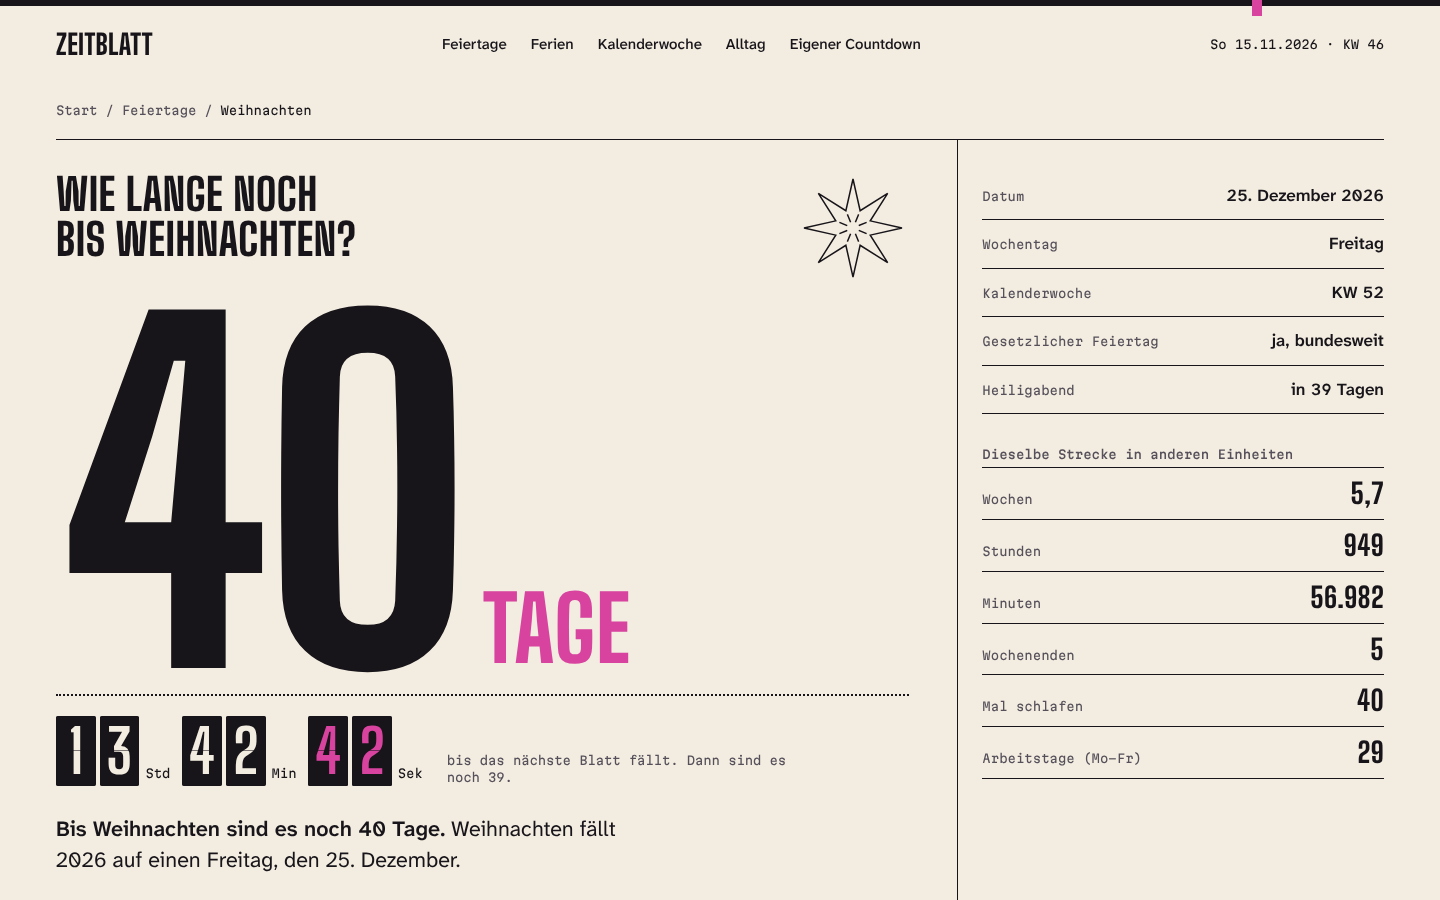 ZEITBLATT
Feiertage Ferien Kalenderwoche Alltag Eigener Countdown
So 15.11.2026 · KW 46
Start / Feiertage / Weihnachten
WIE LANGE NOCH
BIS WEIHNACHTEN?
40 TAGE
13 Std 42 Min 42 Sek
bis das nächste Blatt fällt. Dann sind es
noch 39.
Bis Weihnachten sind es noch 40 Tage. Weihnachten fällt
2026 auf einen Freitag, den 25. Dezember.
Datum 25. Dezember 2026
Wochentag Freitag
Kalenderwoche KW 52
Gesetzlicher Feiertag ja, bundesweit
Heiligabend in 39 Tagen
Dieselbe Strecke in anderen Einheiten
Wochen 5,7
Stunden 949
Minuten 56.982
Wochenenden 5
Mal schlafen 40
Arbeitstage (Mo–Fr) 29